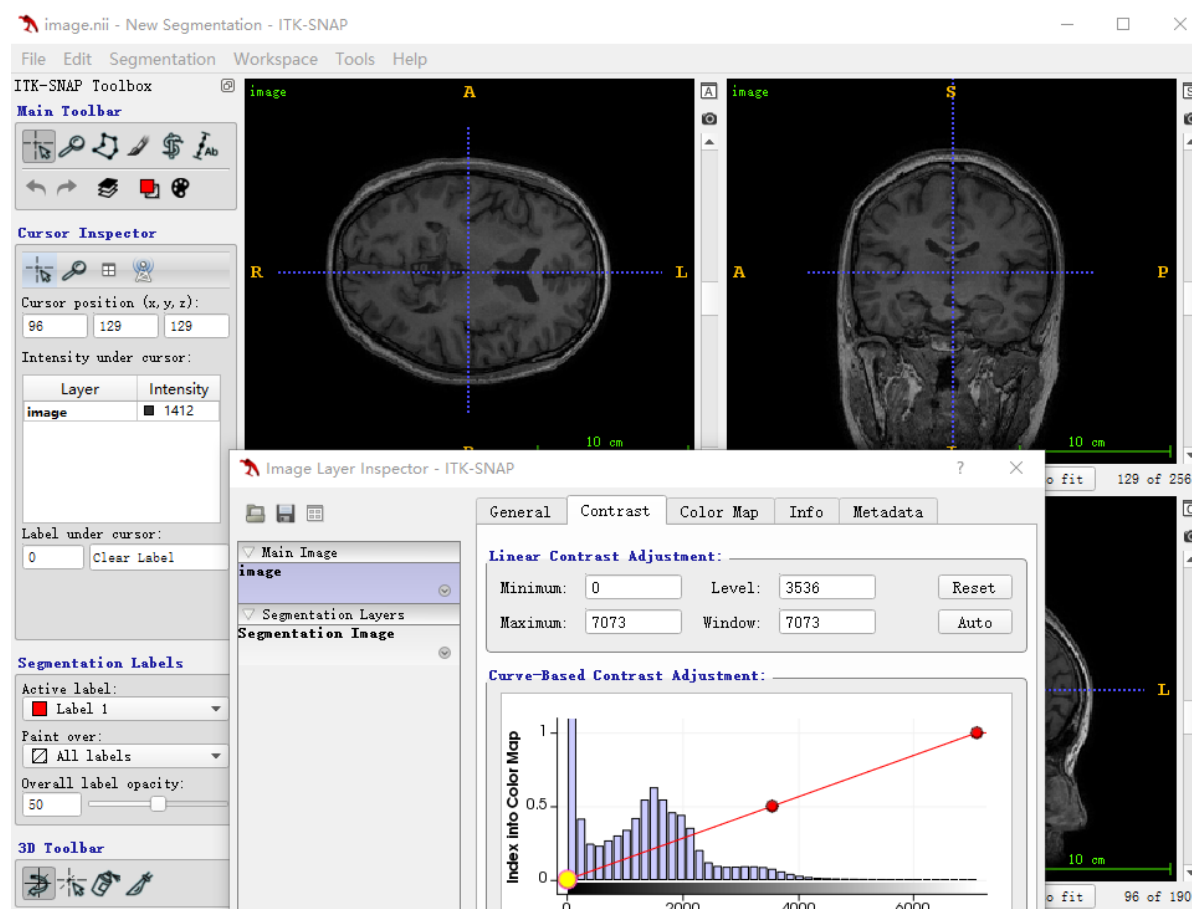 image.nii - New Segmentation - ITK-SNAP
File Edit Segmentation Workspace Tools Help
ITK-SNAP Toolbox
Main Toolbar
Ab
Cursor Inspector
Cursor position (x,y,z):
96 129 129
Intensity under cursor:
Layer Intensity
image 1412
Label under cursor:
0 Clear Label
Segmentation Labels
Active label:
Label 1
Paint over:
All labels
Overall label opacity:
50
3D Toolbar
image
A
R
L
10 cm
A
image
S
A
P
10 cm
o fit 129 of 256
L
10 cm
o fit 96 of 190
Image Layer Inspector - ITK-SNAP
?
Main Image
image
Segmentation Layers
Segmentation Image
General Contrast Color Map Info Metadata
Linear Contrast Adjustment:
Minimum: 0 Level: 3536 Reset
Maximum: 7073 Window: 7073 Auto
Curve-Based Contrast Adjustment:
Index into Color Map
1
0.5
0
0 2000 4000 6000